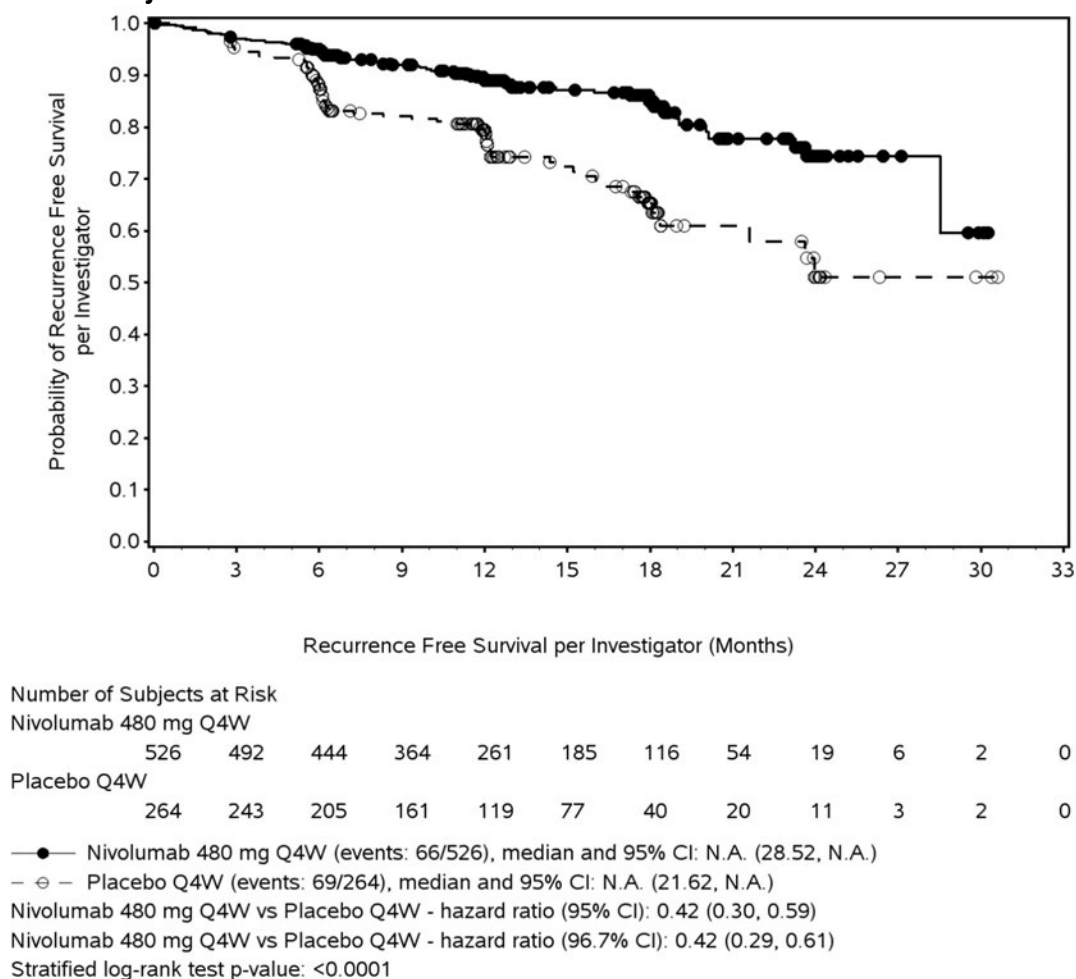 1.0
0.9
0.8
0.7
0.6
0.5
0.4
0.3
0.2
0.1
0.0
Probability of Recurrence Free Survival
per Investigator
0 3 6 9 12 15 18 21 24 27 30 33
Recurrence Free Survival per Investigator (Months)
Number of Subjects at Risk
Nivolumab 480 mg Q4W
526 492 444 364 261 185 116 54 19 6 2 0
Placebo Q4W
264 243 205 161 119 77 40 20 11 3 2 0
Nivolumab 480 mg Q4W (events: 66/526), median and 95% CI: N.A. (28.52, N.A.)
Placebo Q4W (events: 69/264), median and 95% CI: N.A. (21.62, N.A.)
Nivolumab 480 mg Q4W vs Placebo Q4W - hazard ratio (95% CI): 0.42 (0.30, 0.59)
Nivolumab 480 mg Q4W vs Placebo Q4W - hazard ratio (96.7% CI): 0.42 (0.29, 0.61)
Stratified log-rank test p-value: <0.0001